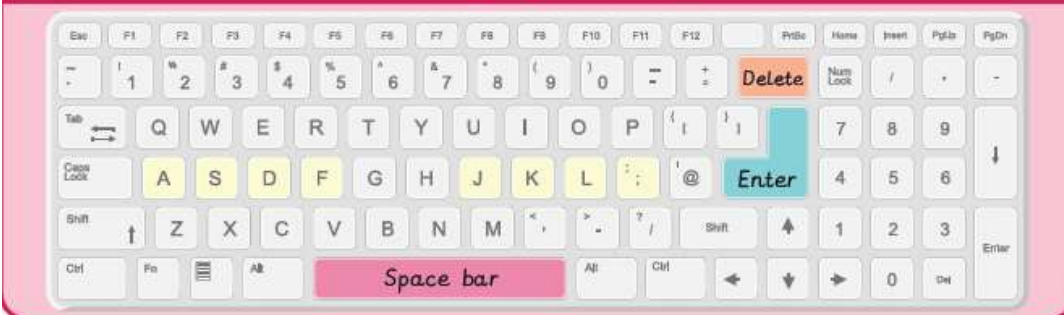 Esc F1 F2 F3 F4 F5 F6 F7 F8 F9 F10 F11 F12 PrtSc Home Insert PgUp PgDn
! 1 2 # 3 $ 4 % 5 ^ 6 & 7 * 8 ( 9 ) 0 - + = Delete Num Lock / * -
Tab Q W E R T Y U I O P { [ } ] 7 8 9
Caps Lock A S D F G H J K L : ; ' @ Enter 4 5 6
Shift Z X C V B N M < , > . ? / Shift 1 2 3 Enter
Ctrl Fn Alt Space bar Alt Ctrl 0 Del